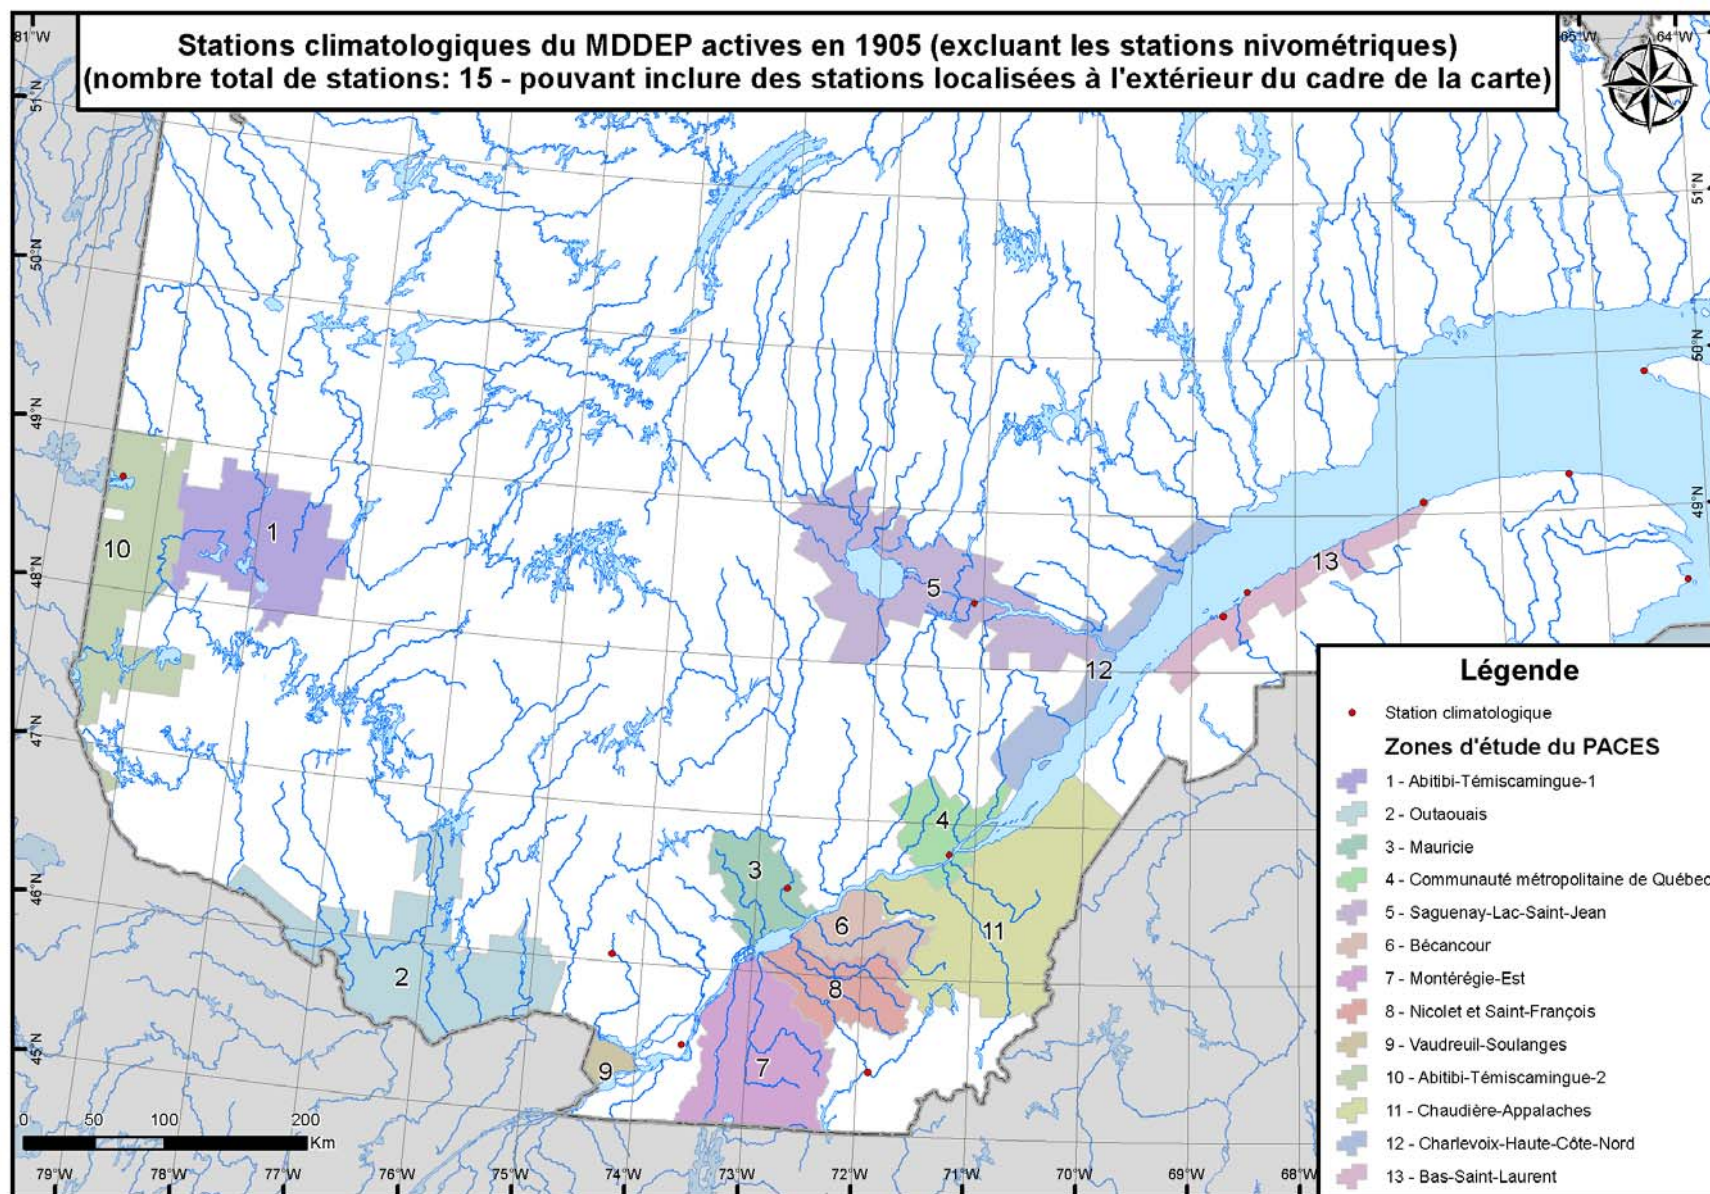 Stations climatologiques du MDDEP actives en 1905 (excluant les stations nivométriques)
(nombre total de stations: 15 - pouvant inclure des stations localisées à l'extérieur du cadre de la carte)
81°W
65°W
64°W
51°N
50°N
49°N
48°N
47°N
46°N
45°N
51°N
50°N
49°N
1
10
5
13
12
4
3
6
11
2
8
7
9
0
50
100
200
Km
79°W
78°W
77°W
76°W
75°W
74°W
73°W
72°W
71°W
70°W
69°W
68°W
Légende
Station climatologique
Zones d'étude du PACES
1 - Abitibi-Témiscamingue-1
2 - Outaouais
3 - Mauricie
4 - Communauté métropolitaine de Québec
5 - Saguenay-Lac-Saint-Jean
6 - Bécancour
7 - Montérégie-Est
8 - Nicolet et Saint-François
9 - Vaudreuil-Soulanges
10 - Abitibi-Témiscamingue-2
11 - Chaudière-Appalaches
12 - Charlevoix-Haute-Côte-Nord
13 - Bas-Saint-Laurent